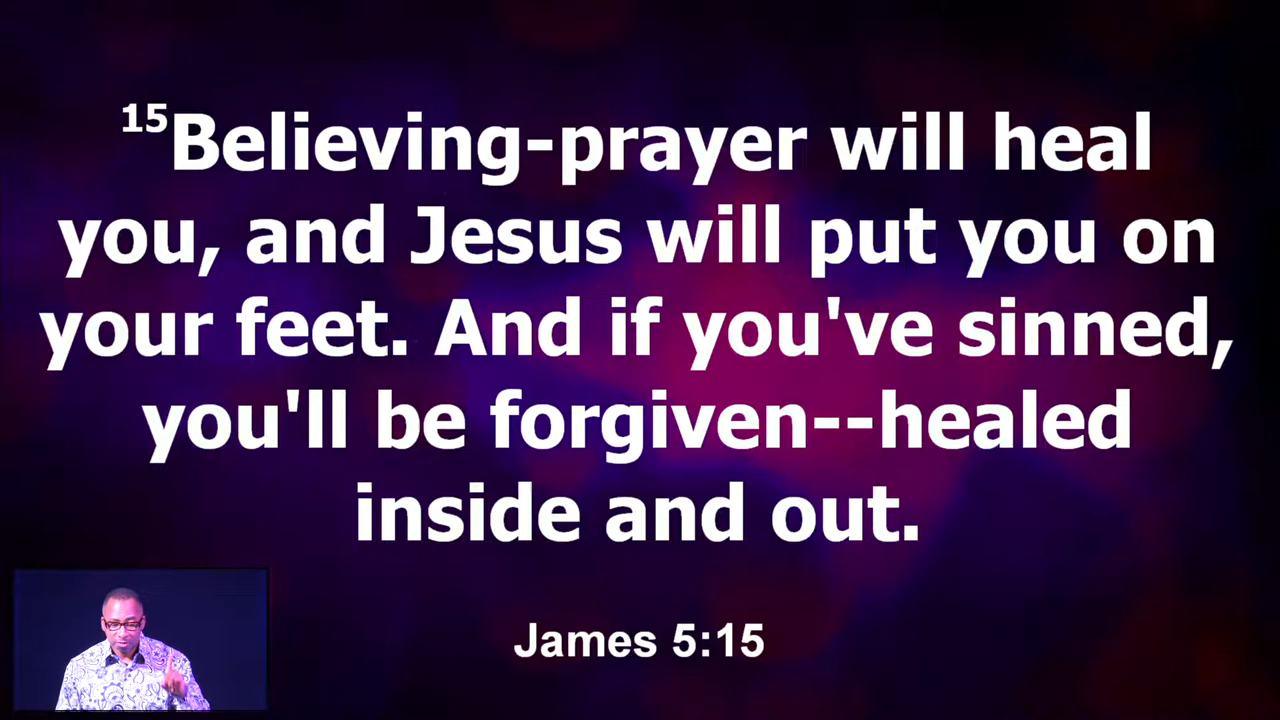 15Believing-prayer will heal
you, and Jesus will put you on
your feet. And if you've sinned,
you'll be forgiven--healed
inside and out.
James 5:15